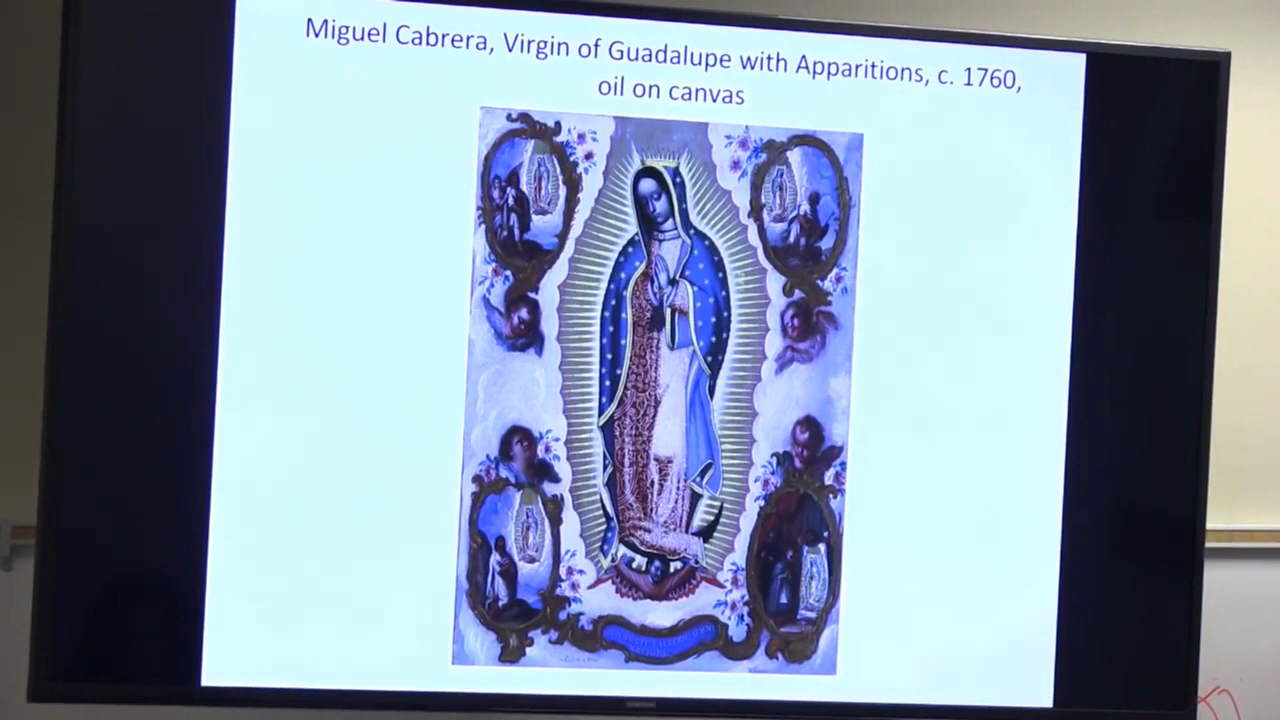 Miguel Cabrera, Virgin of Guadalupe with Apparitions, c. 1760,
oil on canvas